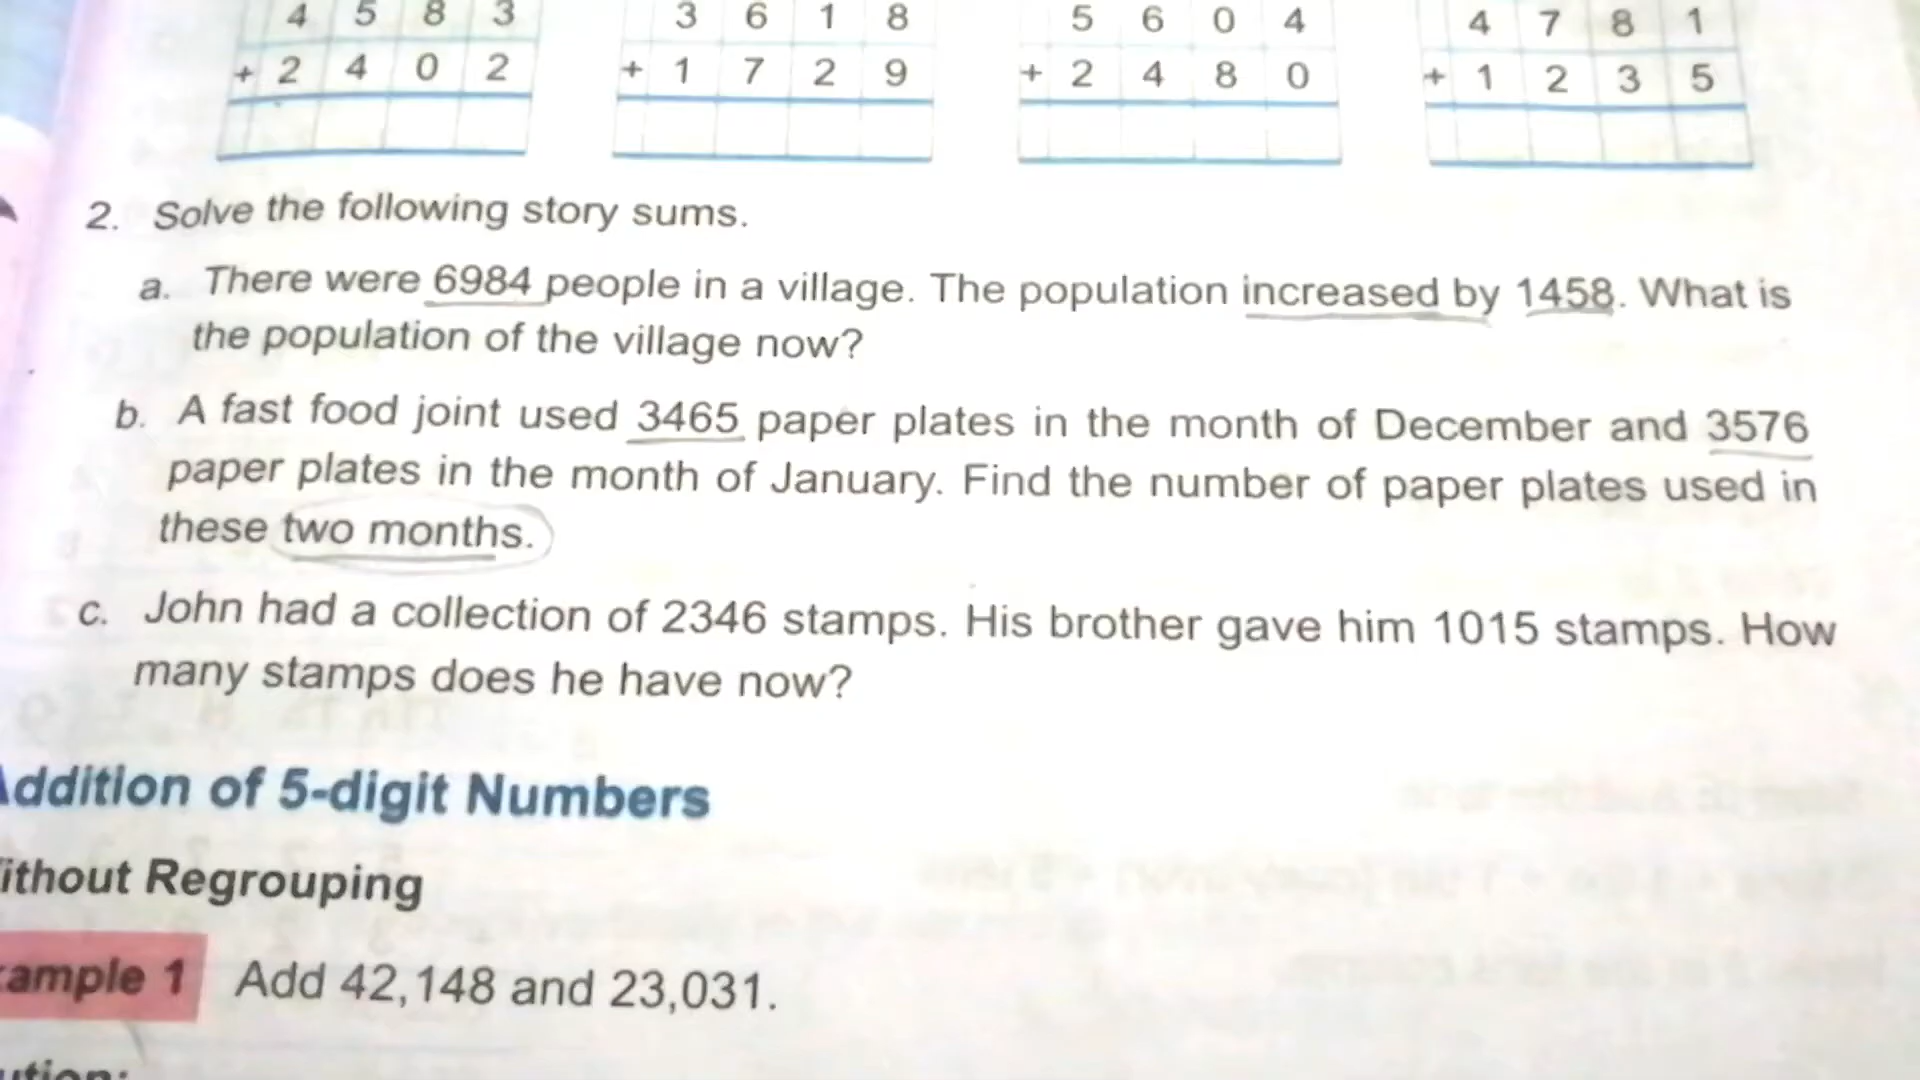 4 5 8 3
+ 2 4 0 2
3 6 1 8
+ 1 7 2 9
5 6 0 4
+ 2 4 8 0
4 7 8 1
+ 1 2 3 5
2. Solve the following story sums.
a. There were 6984 people in a village. The population increased by 1458. What is
the population of the village now?
b. A fast food joint used 3465 paper plates in the month of December and 3576
paper plates in the month of January. Find the number of paper plates used in
these two months.
c. John had a collection of 2346 stamps. His brother gave him 1015 stamps. How
many stamps does he have now?
ddition of 5-digit Numbers
ithout Regrouping
ample 1 Add 42,148 and 23,031.
ution: